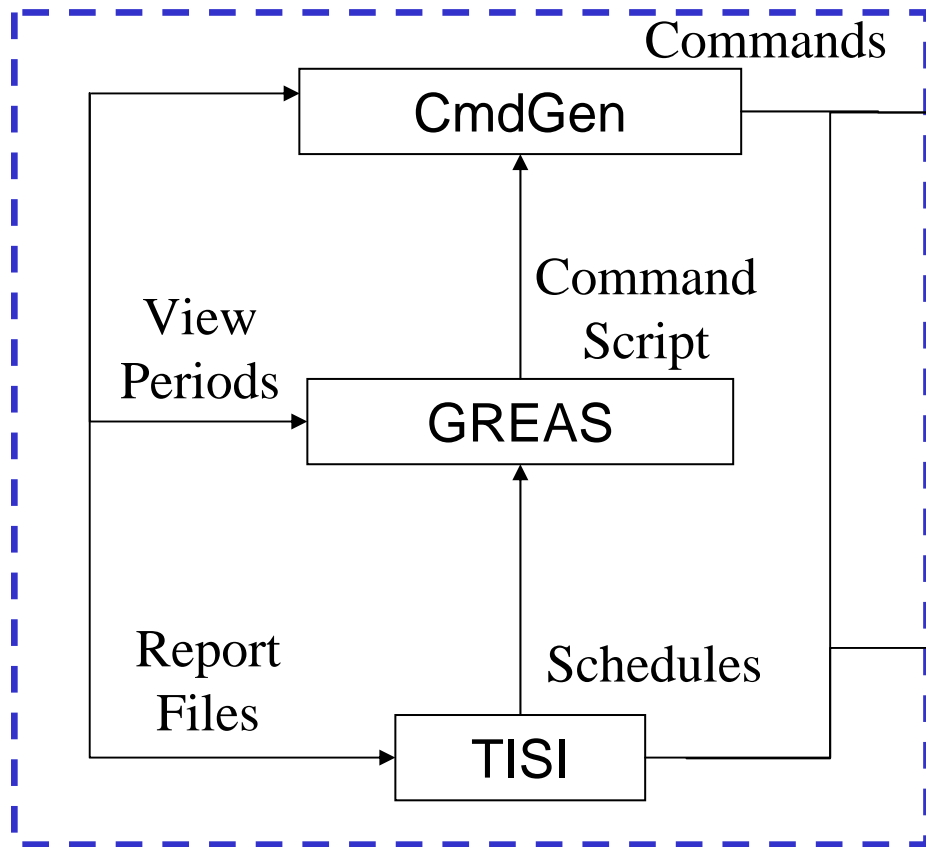 Commands
CmdGen
Command
Script
View
Periods
GREAS
Report
Files
Schedules
TISI